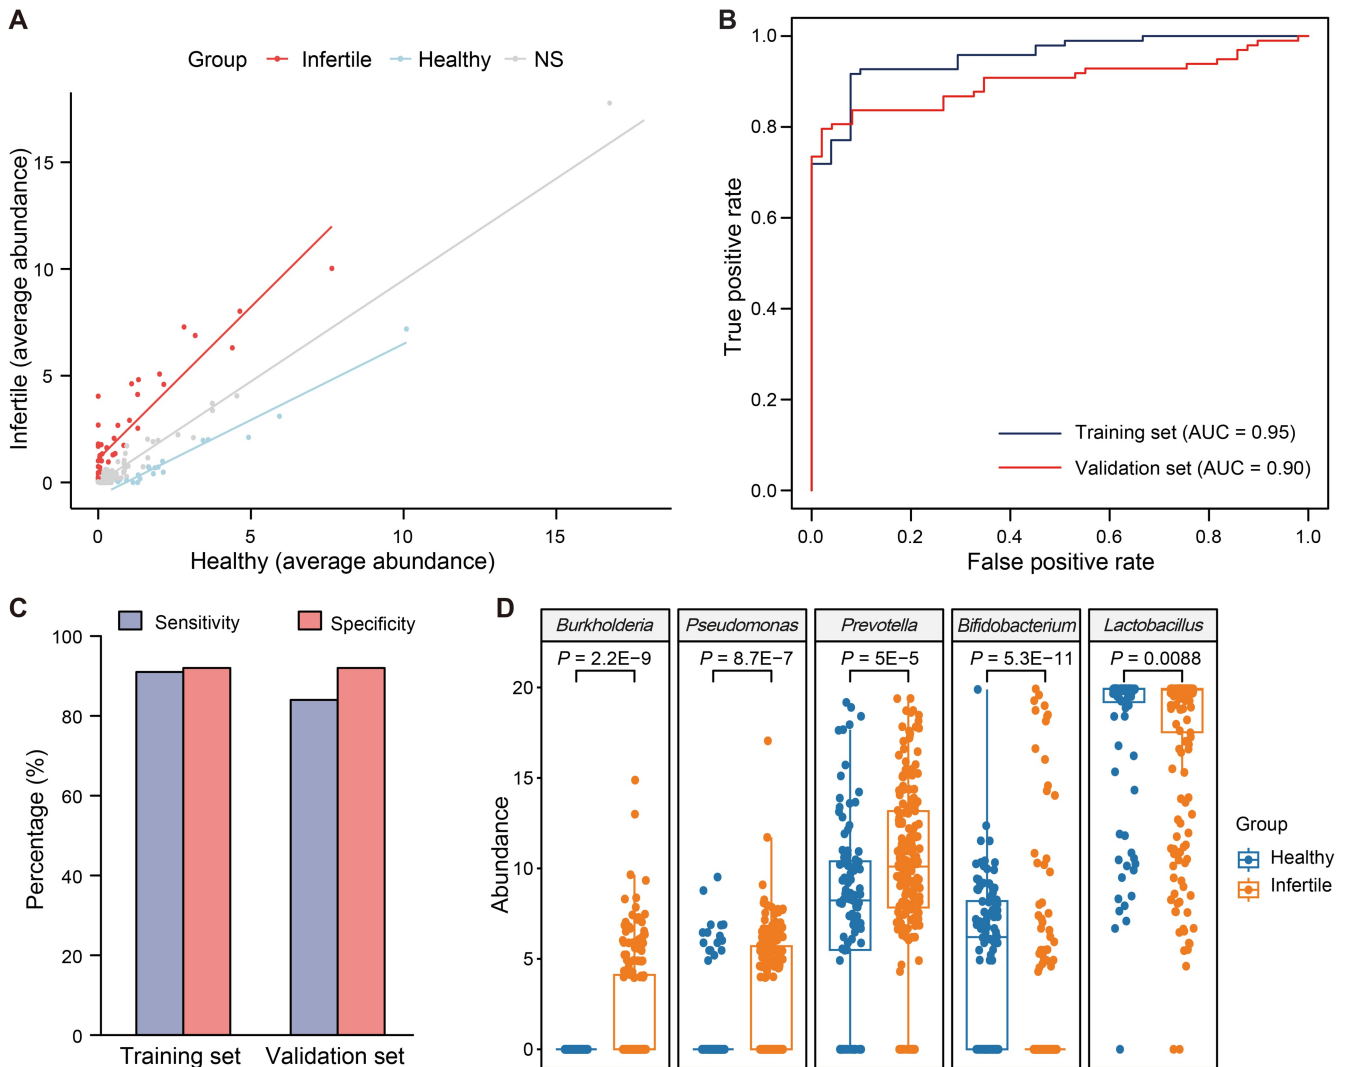 A
Group Infertile Healthy NS
Infertile (average abundance)
15
10
5
0
0 5 10 15
Healthy (average abundance)
B
True positive rate
1.0
0.8
0.6
0.4
0.2
0.0
Training set (AUC = 0.95)
Validation set (AUC = 0.90)
0.0 0.2 0.4 0.6 0.8 1.0
False positive rate
C
Sensitivity Specificity
Percentage (%)
100
80
60
40
20
0
Training set Validation set
D
Burkholderia Pseudomonas Prevotella Bifidobacterium Lactobacillus
P = 2.2E−9 P = 8.7E−7 P = 5E−5 P = 5.3E−11 P = 0.0088
Abundance
20
15
10
5
0
Group
Healthy
Infertile